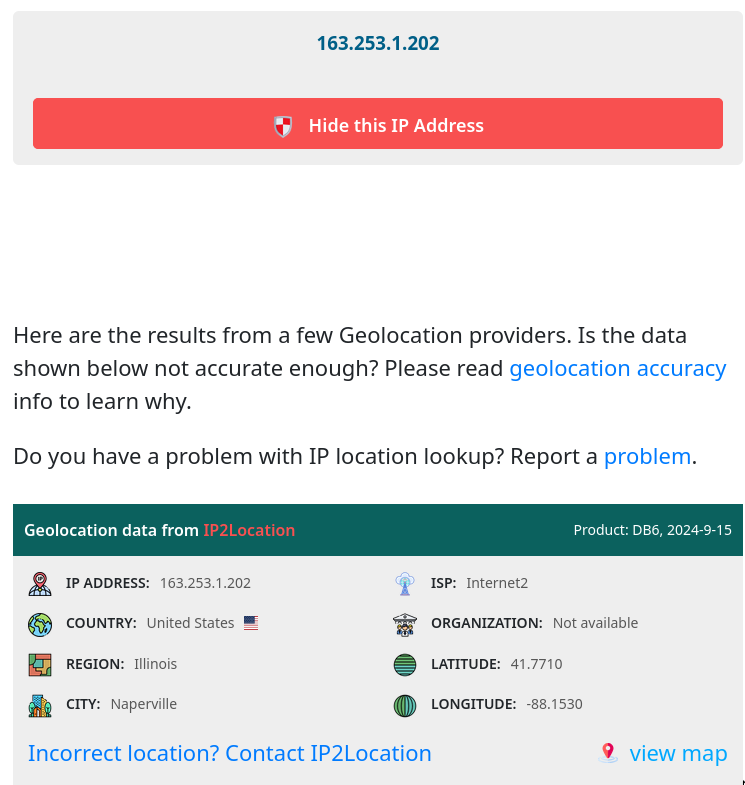 163.253.1.202
Hide this IP Address
Here are the results from a few Geolocation providers. Is the data
shown below not accurate enough? Please read geolocation accuracy
info to learn why.
Do you have a problem with IP location lookup? Report a problem.
Geolocation data from IP2Location Product: DB6, 2024-9-15
IP ADDRESS: 163.253.1.202 ISP: Internet2
COUNTRY: United States ORGANIZATION: Not available
REGION: Illinois LATITUDE: 41.7710
CITY: Naperville LONGITUDE: -88.1530
Incorrect location? Contact IP2Location view map